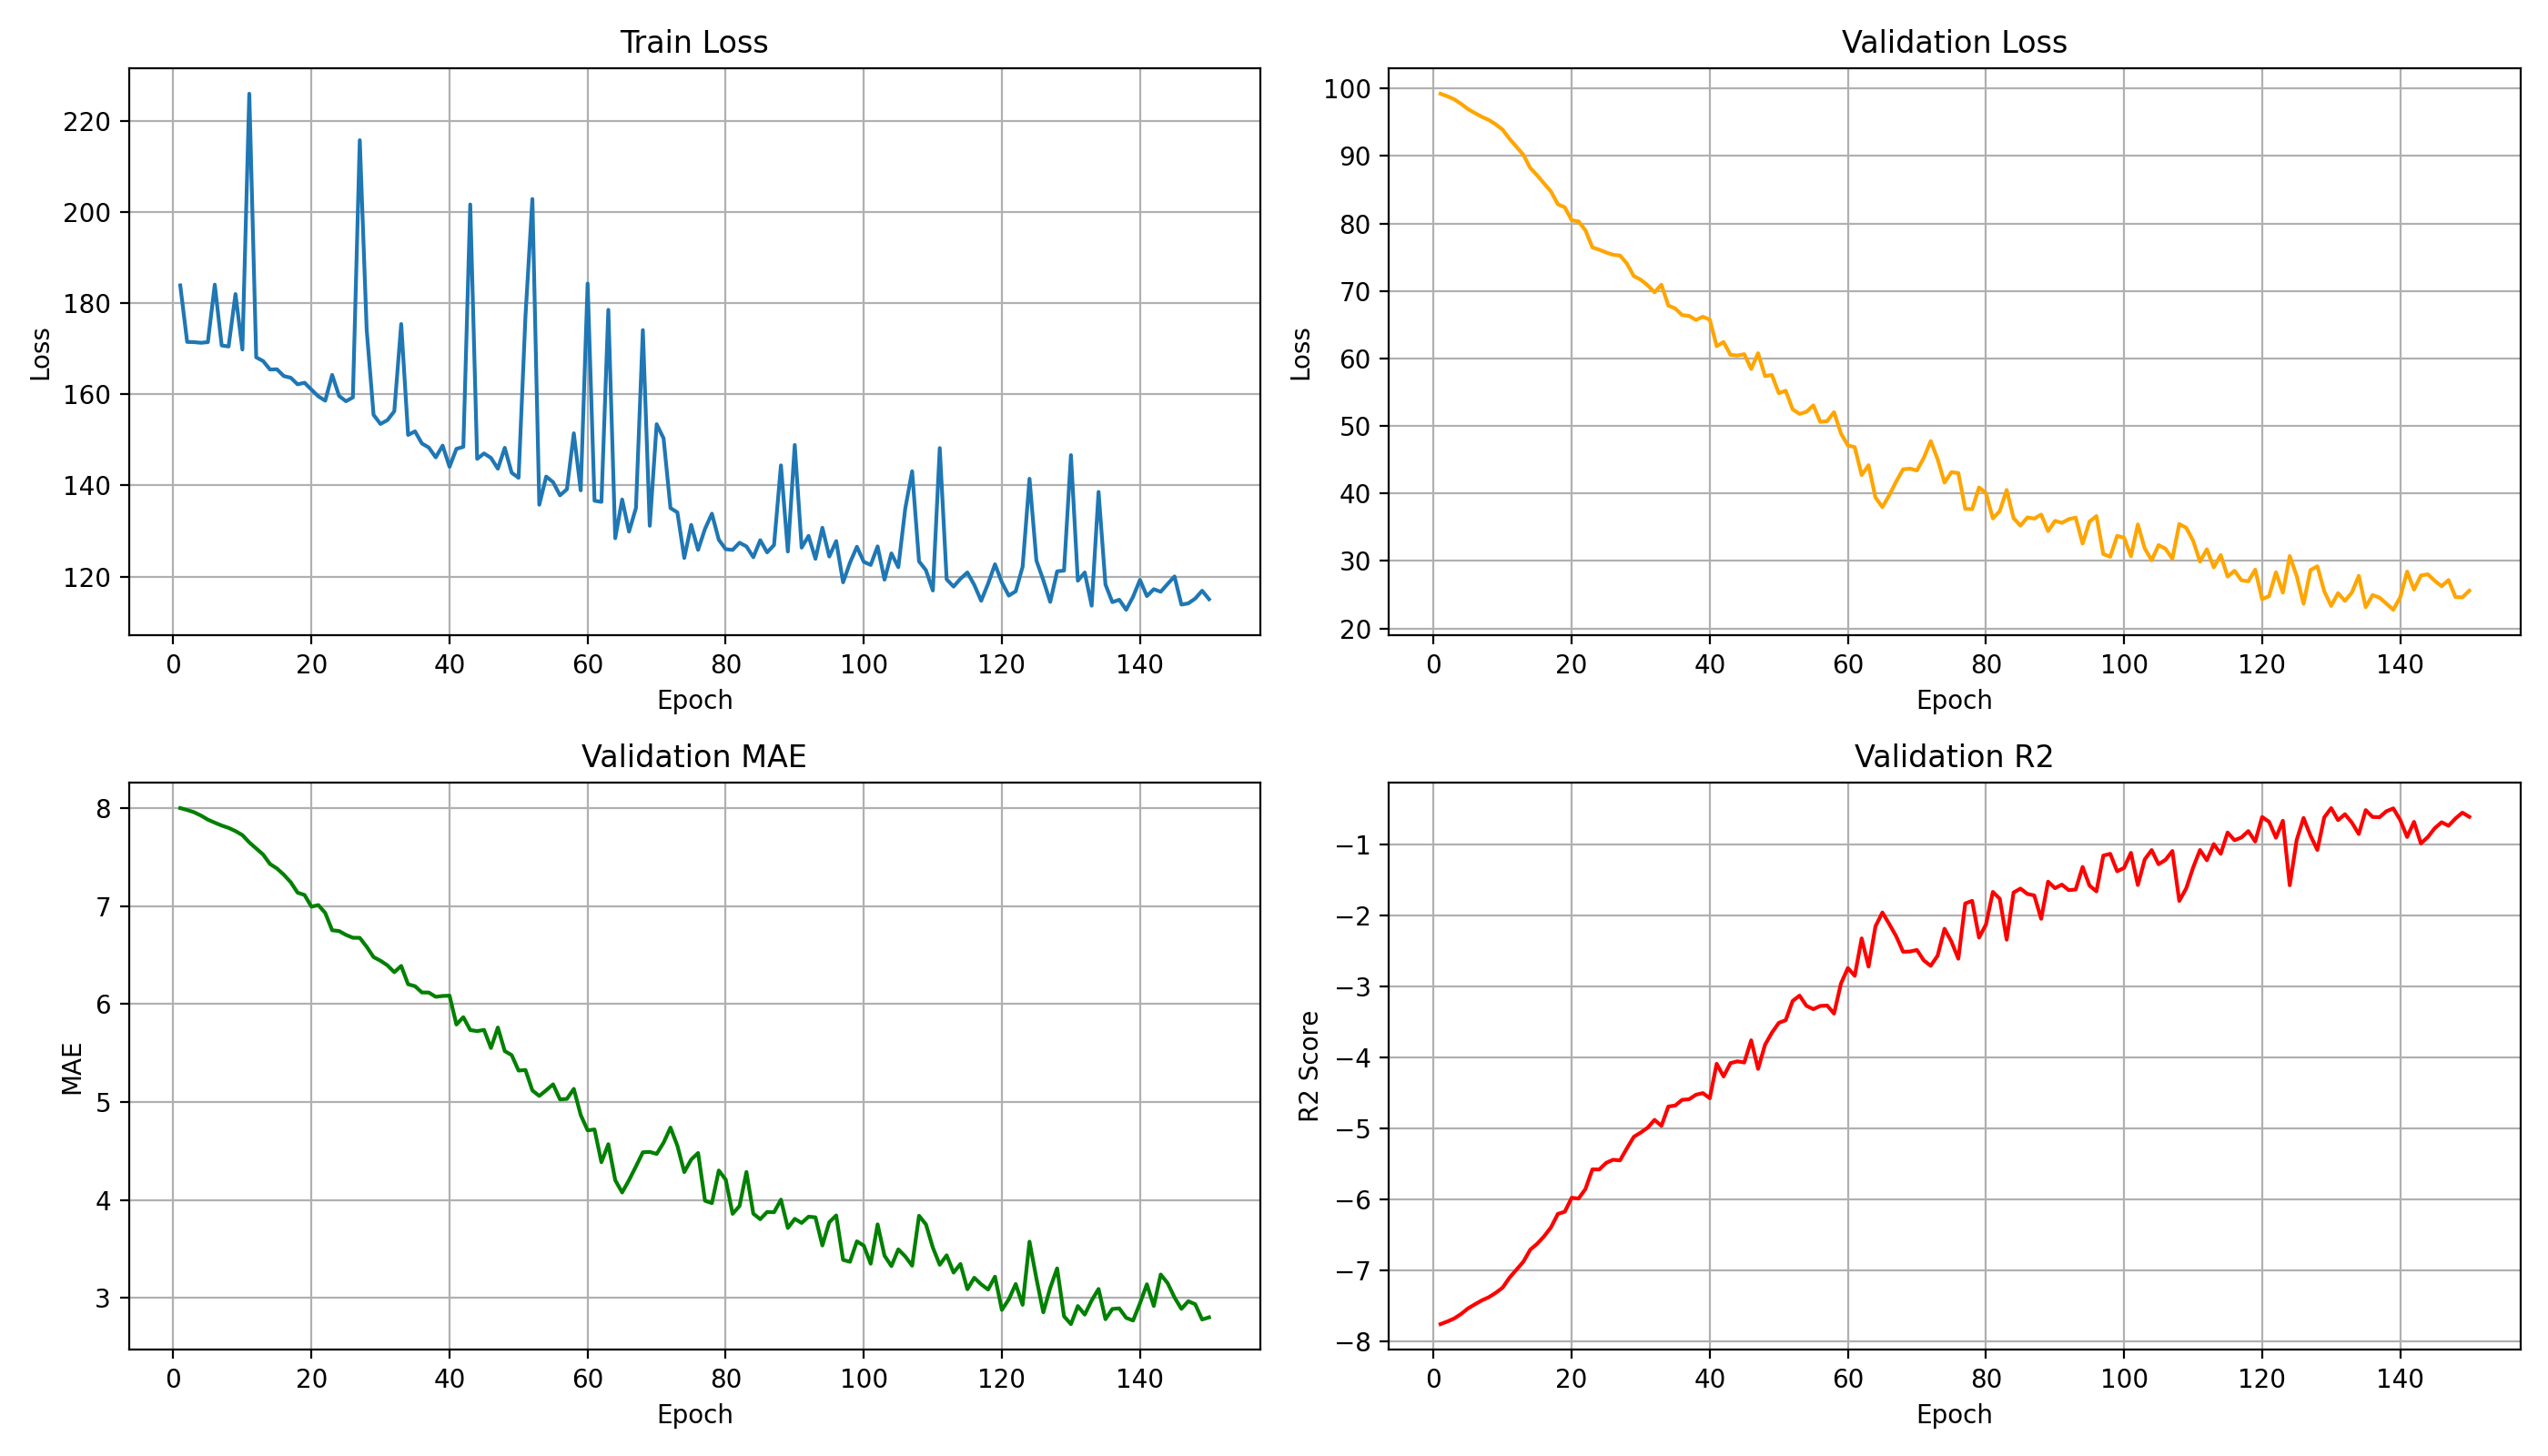 Train Loss
220
200
180
160
140
120
Loss
0 20 40 60 80 100 120 140
Epoch
Validation Loss
100
90
80
70
60
50
40
30
20
Loss
0 20 40 60 80 100 120 140
Epoch
Validation MAE
8
7
6
5
4
3
MAE
0 20 40 60 80 100 120 140
Epoch
Validation R2
−1
−2
−3
−4
−5
−6
−7
−8
R2 Score
0 20 40 60 80 100 120 140
Epoch